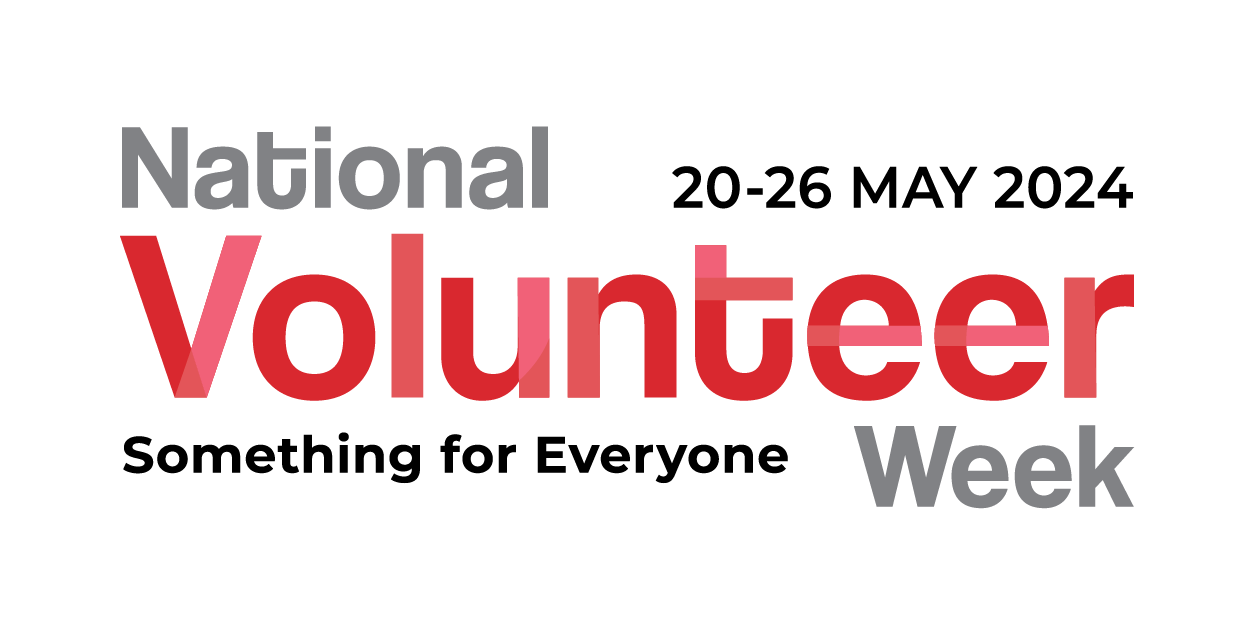 National
20-26 MAY 2024
Volunteer
Something for Everyone
Week